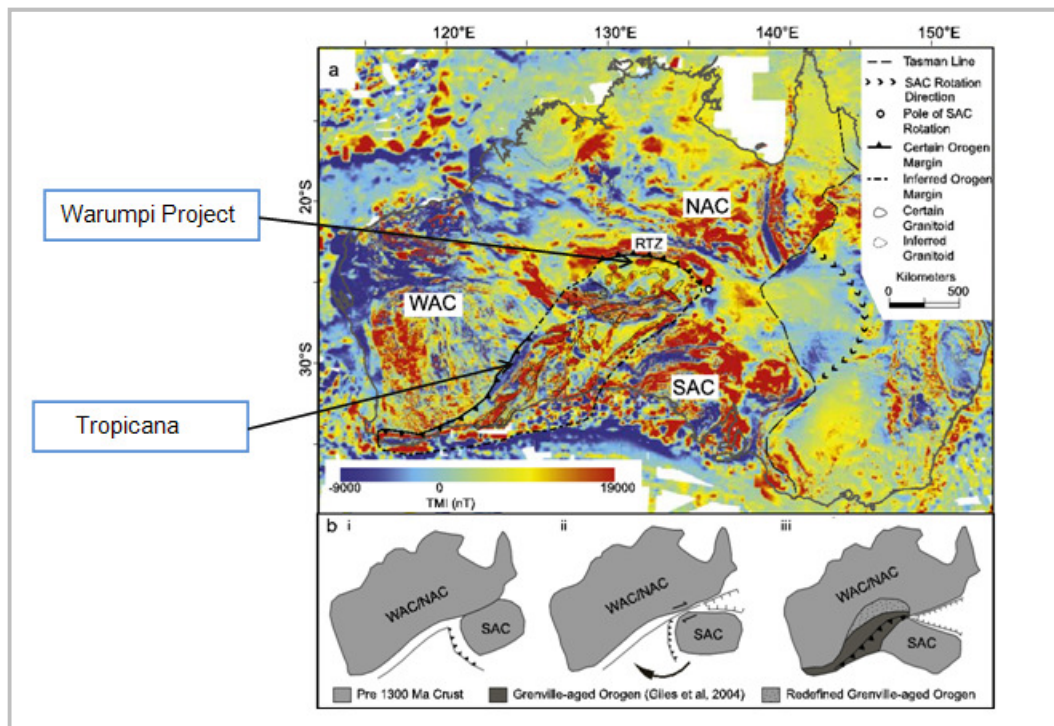 120°E
130°E
140°E
150°E
a
Tasman Line
SAC Rotation
Direction
Pole of SAC
Rotation
Certain Orogen
Margin
Inferred Orogen
Margin
Certain
Granitoid
Inferred
Granitoid
Kilometers
0 500
20°S
30°S
Warumpi Project
Tropicana
NAC
RTZ
WAC
SAC
-9000 0 19000
TMI (nT)
b i
ii
iii
WAC/NAC
SAC
WAC/NAC
SAC
WAC/NAC
SAC
Pre 1300 Ma Crust
Grenville-aged Orogen (Giles et al, 2004)
Redefined Grenville-aged Orogen